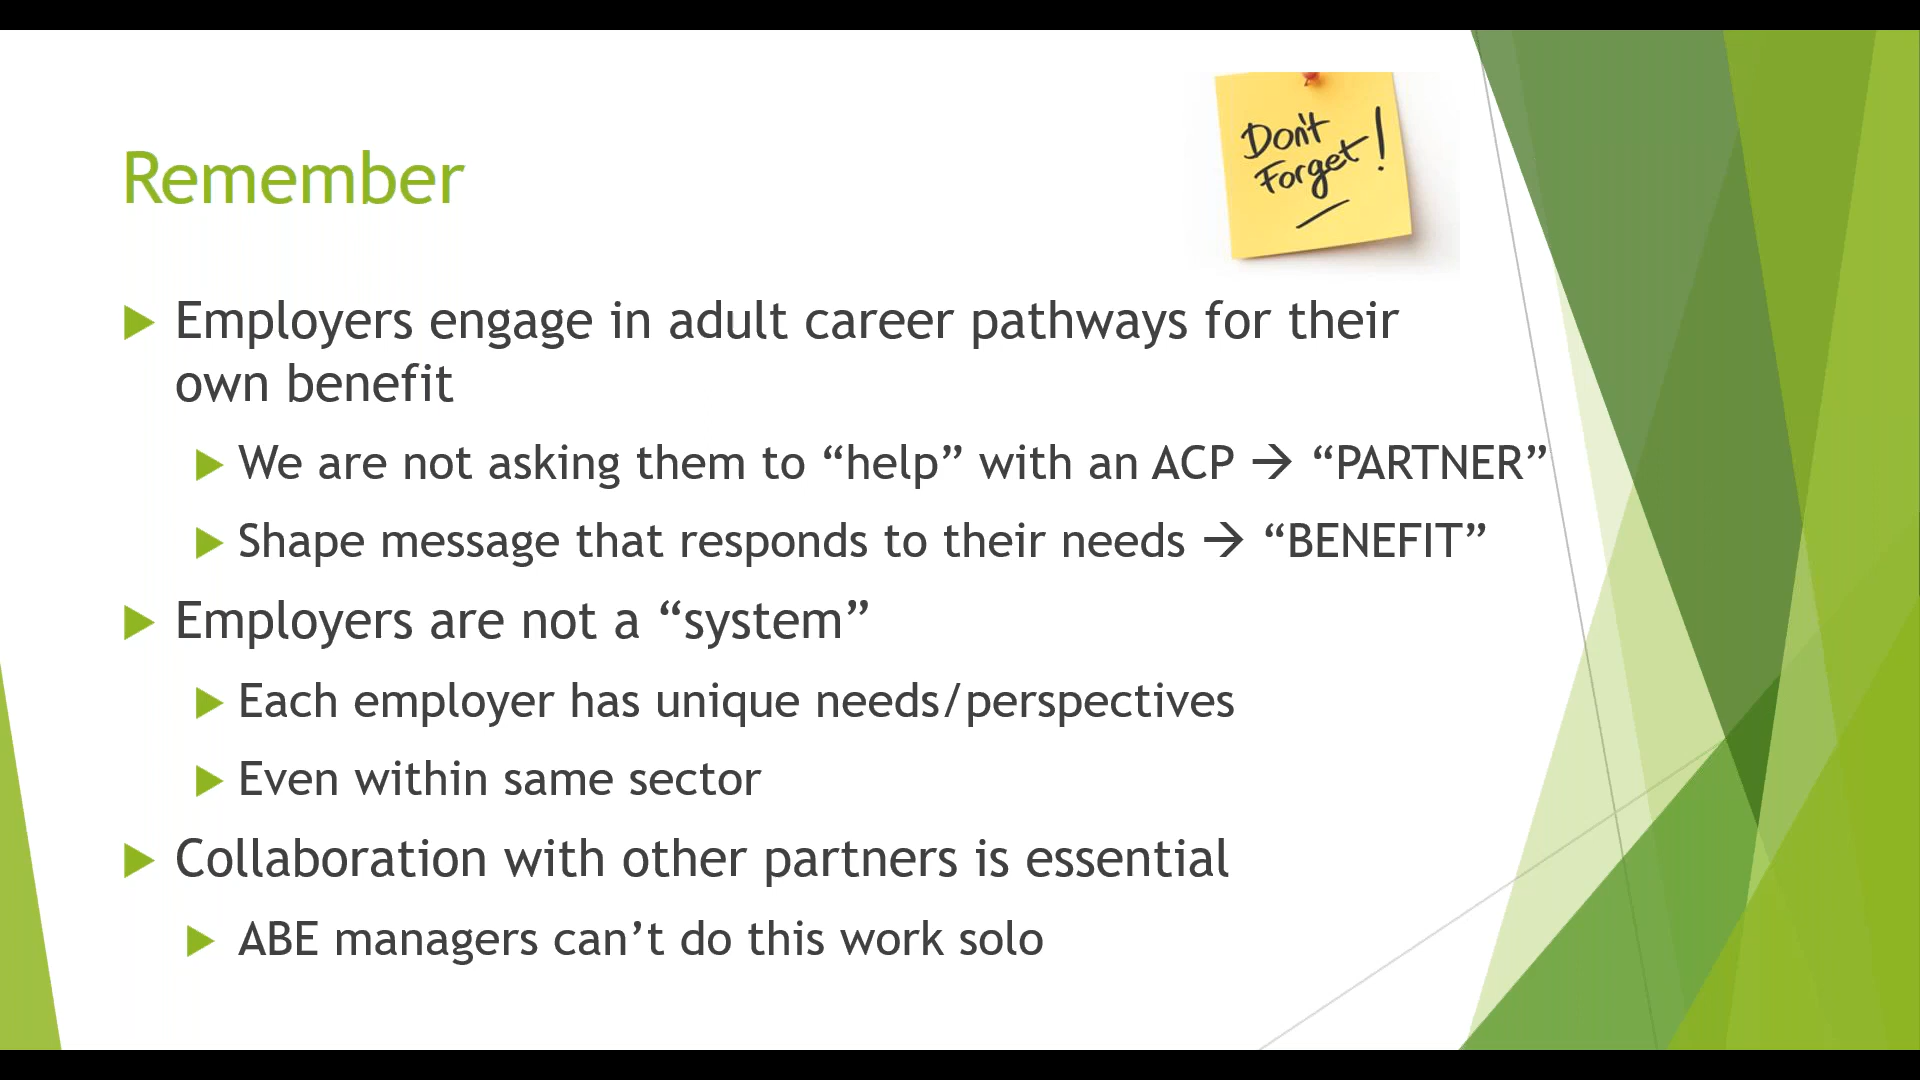 Don't
Forget!
Remember
Employers engage in adult career pathways for their
own benefit
We are not asking them to “help” with an ACP → “PARTNER”
Shape message that responds to their needs → “BENEFIT”
Employers are not a “system”
Each employer has unique needs/perspectives
Even within same sector
Collaboration with other partners is essential
ABE managers can’t do this work solo